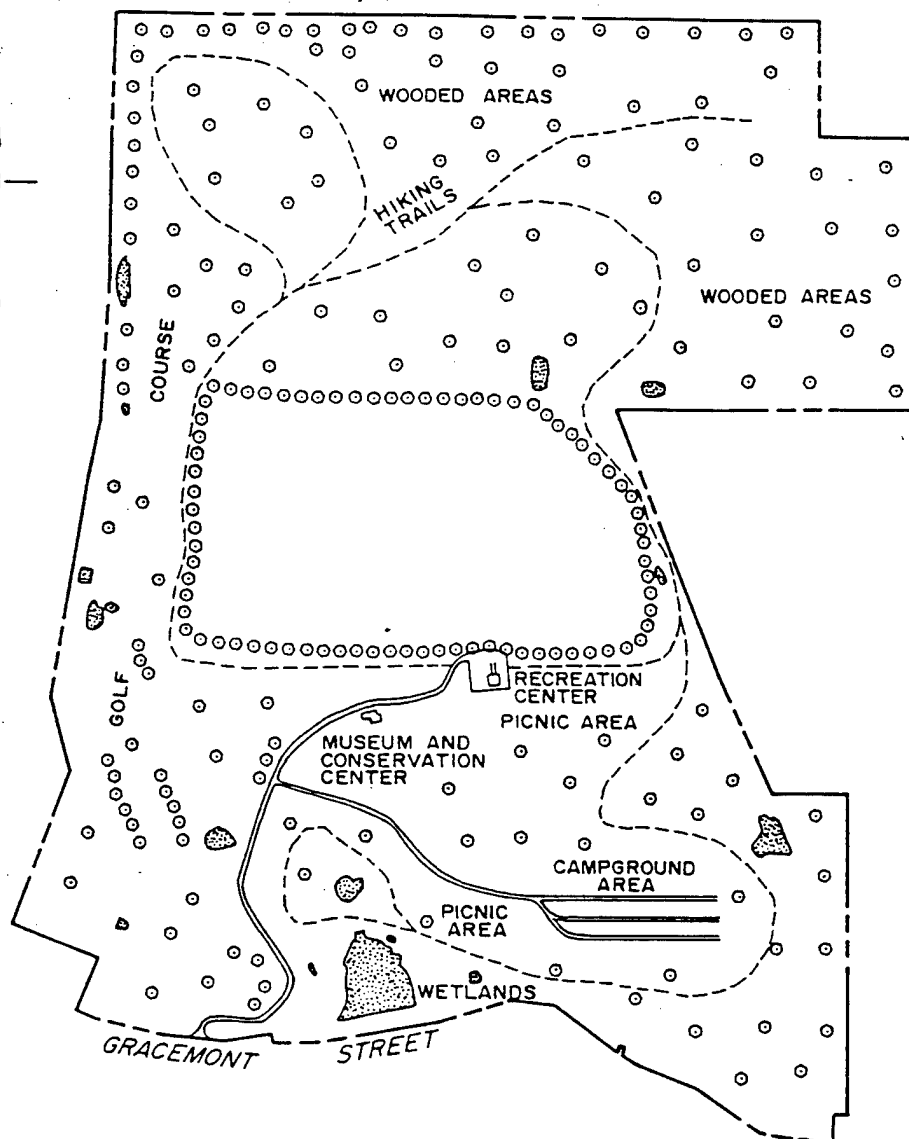 WOODED AREAS
HIKING
TRAILS
WOODED AREAS
COURSE
GOLF
RECREATION
CENTER
PICNIC AREA
MUSEUM AND
CONSERVATION
CENTER
CAMPGROUND
AREA
PICNIC
AREA
WETLANDS
GRACEMONT STREET